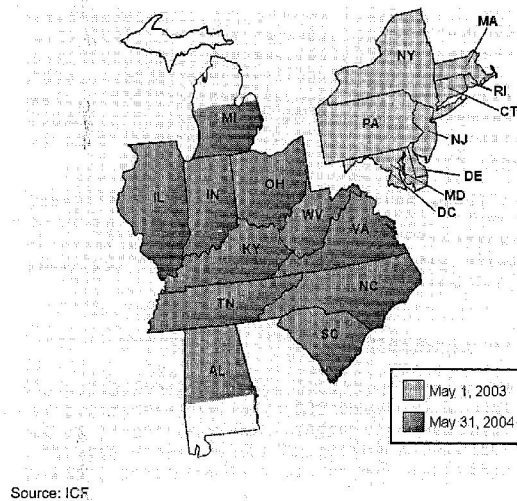 MA
NY
RI
CT
PA
NJ
MI
DE
MD
DC
OH
IL
IN
WV
VA
KY
NC
TN
SC
AL
May 1, 2003
May 31, 2004
Source: ICF